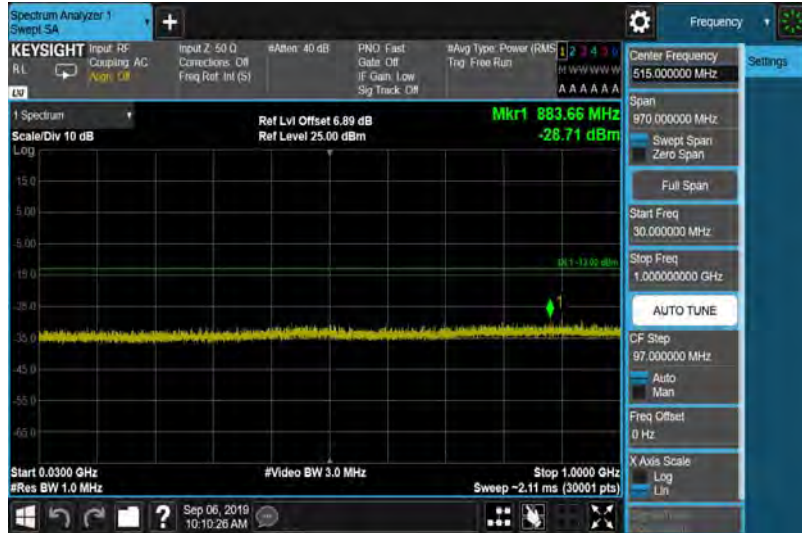 Spectrum Analyzer 1
Swept SA
+
Frequency
KEYSIGHT
RL
LXI
Input: RF
Coupling: AC
Align: Off
Input Z: 50 Ω
Corrections: Off
Freq Ref: Int (S)
#Atten: 40 dB
PNO: Fast
Gate: Off
IF Gain: Low
Sig Track: Off
#Avg Type: Power (RMS
Trig: Free Run
1 2 3 4 5 6
M W W W W W
A A A A A A
1 Spectrum
Scale/Div 10 dB
Log
Ref Lvl Offset 6.89 dB
Ref Level 25.00 dBm
Mkr1 883.66 MHz
-28.71 dBm
15.0
5.00
-5.00
-15.0
-25.0
-35.0
-45.0
-55.0
-65.0
DL1 -13.00 dBm
1
Start 0.0300 GHz
#Res BW 1.0 MHz
#Video BW 3.0 MHz
Stop 1.0000 GHz
Sweep ~2.11 ms (30001 pts)
Center Frequency
515.000000 MHz
Settings
Span
970.000000 MHz
Swept Span
Zero Span
Full Span
Start Freq
30.000000 MHz
Stop Freq
1.000000000 GHz
AUTO TUNE
CF Step
97.000000 MHz
Auto
Man
Freq Offset
0 Hz
X Axis Scale
Log
Lin
?
Sep 06, 2019
10:10:26 AM